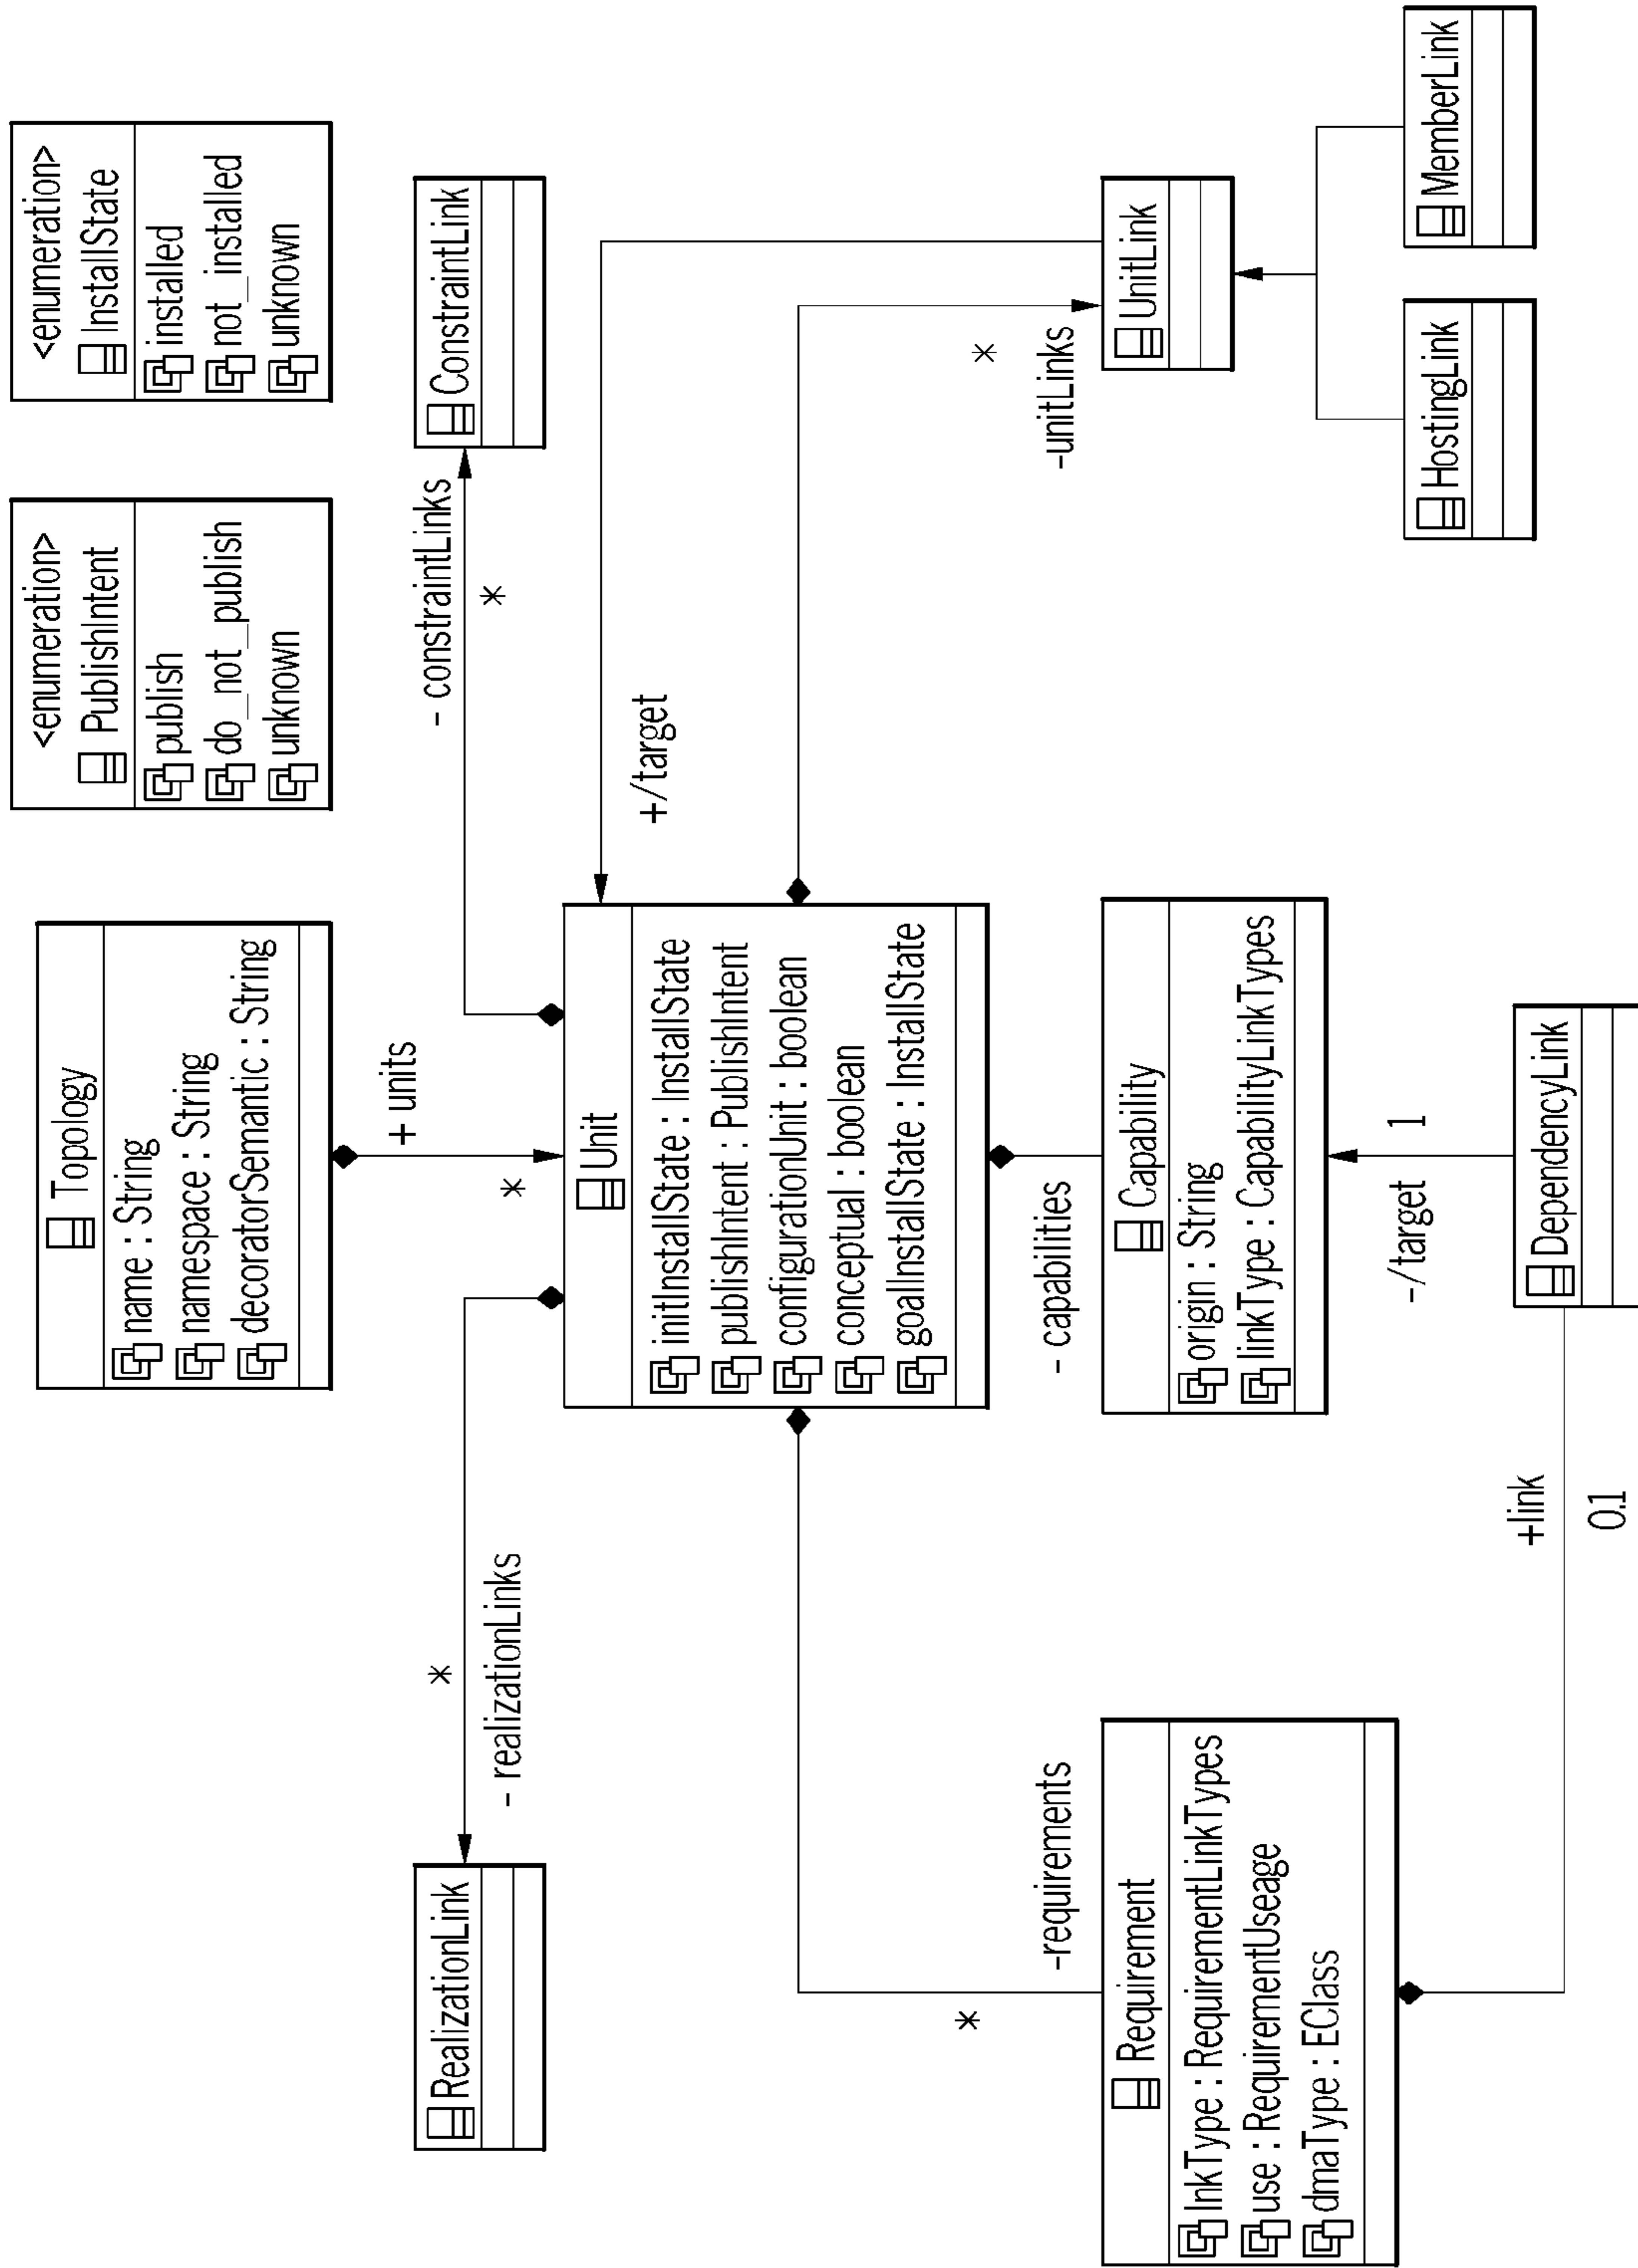 Topology
name : String
namespace : String
decoratorSemantic : String
<enumeration>
PublishIntent
publish
do_not_publish
unknown
<enumeration>
InstallState
installed
not_installed
unknown
+ units
*
RealizationLink
*
- realizationLinks
- constraintLinks
*
ConstraintLink
Unit
initInstallState : InstallState
publishIntent : PublishIntent
configurationUnit : boolean
conceptual : boolean
goalInstallState : InstallState
+/target
*
-requirements
- capabilities
*
-unitLinks
Requirement
lnkType : RequirementLinkTypes
use : RequirementUseage
dmaType : EClass
Capability
origin : String
linkType : CapabilityLinkTypes
UnitLink
-/target
1
+link
0.1
DependencyLink
HostingLink
MemberLink